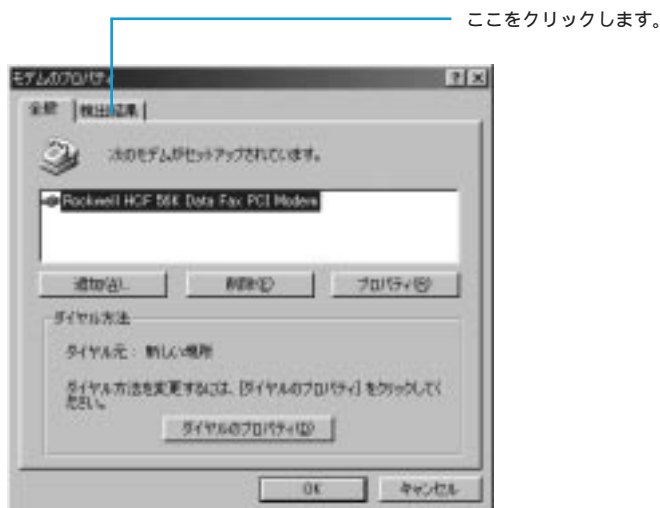 ここをクリックします。
モデムのプロパティ
全般 検出結果
次のモデムがセットアップされています。
Rockwell HCF 56K Data Fax PCI Modem
追加(A)... 削除(E) プロパティ(R)
ダイヤル方法
ダイヤル元： 新しい場所
ダイヤル方法を変更するには、[ダイヤルのプロパティ] をクリックしてく
ださい。
ダイヤルのプロパティ(D)
OK キャンセル